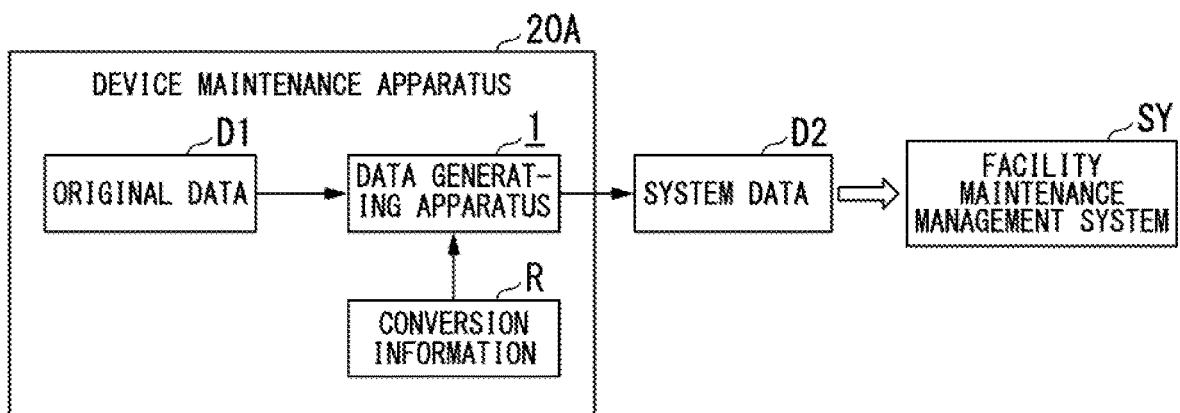 20A
DEVICE MAINTENANCE APPARATUS
D1
ORIGINAL DATA
1
DATA GENERAT-
ING APPARATUS
D2
SYSTEM DATA
SY
FACILITY
MAINTENANCE
MANAGEMENT SYSTEM
R
CONVERSION
INFORMATION